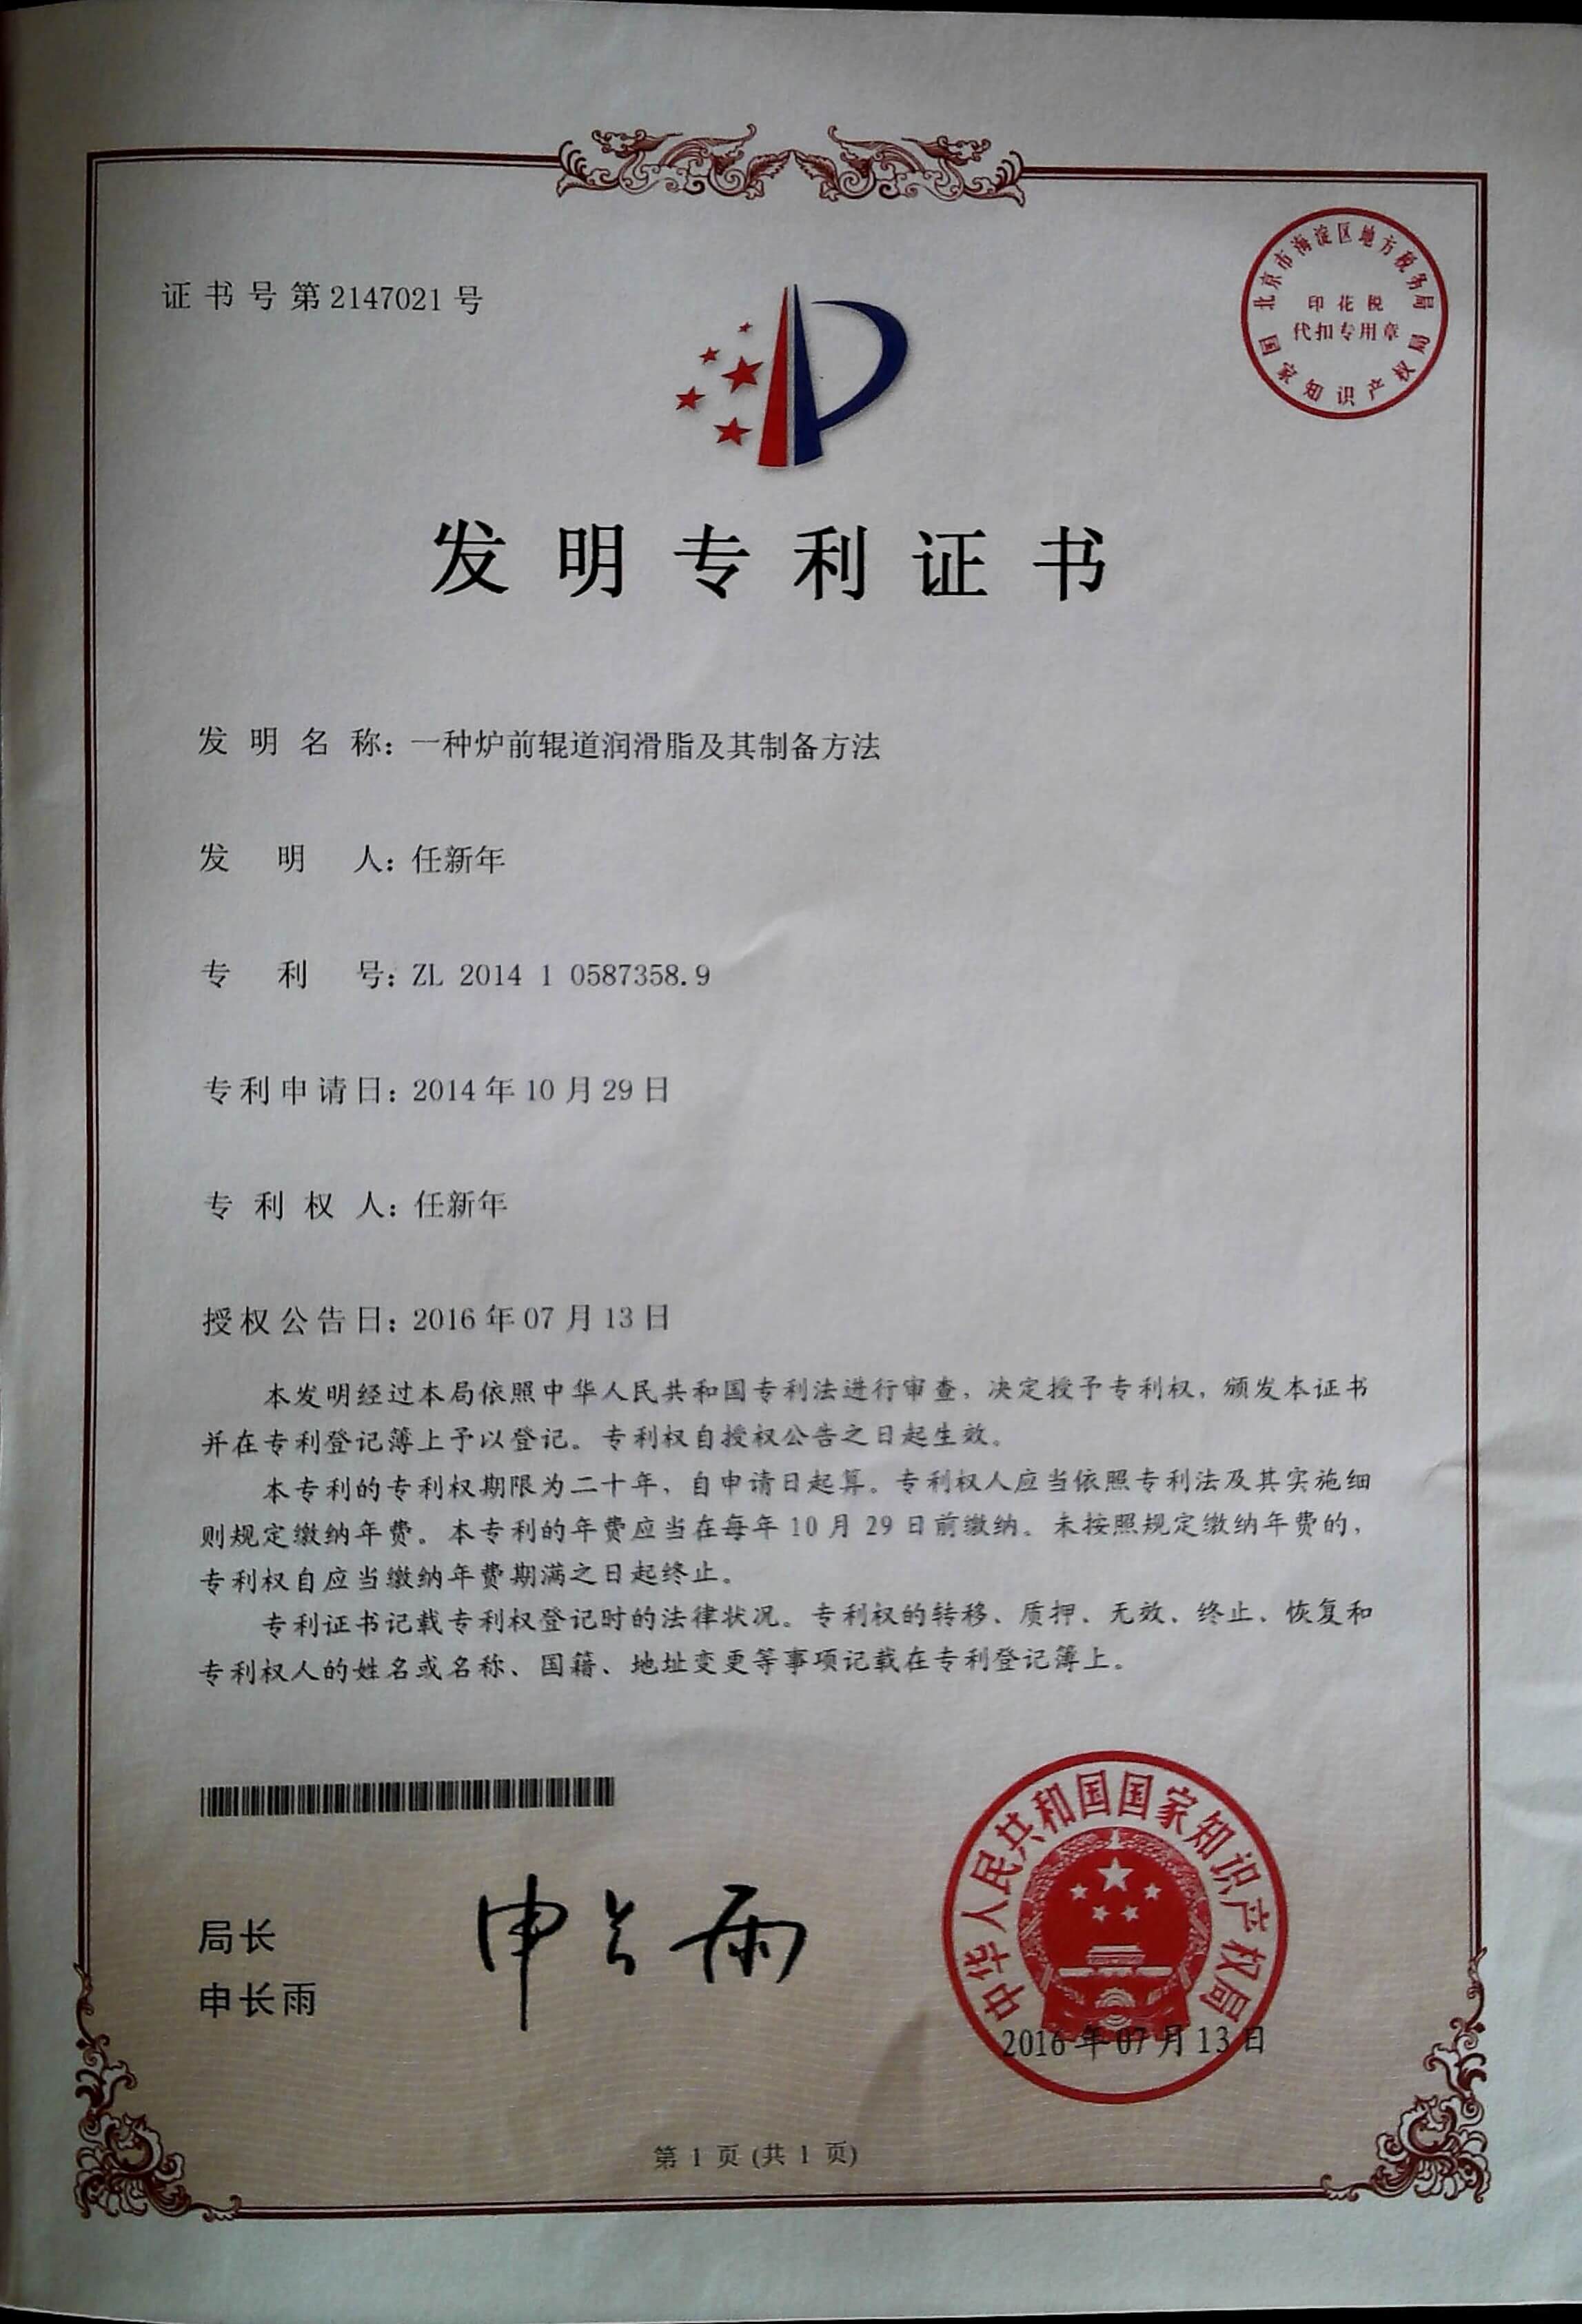 证书号第2147021号
北京市海淀区地方税务局
印花税
代扣专用章
国家知识产权局
发明专利证书
发明名称：一种炉前辊道润滑脂及其制备方法
发明人：任新年
专利号：ZL 2014 1 0587358.9
专利申请日：2014年10月29日
专利权人：任新年
授权公告日：2016年07月13日
本发明经过本局依照中华人民共和国专利法进行审查，决定授予专利权，颁发本证书
并在专利登记簿上予以登记。专利权自授权公告之日起生效。
本专利的专利权期限为二十年，自申请日起算。专利权人应当依照专利法及其实施细
则规定缴纳年费。本专利的年费应当在每年10月29日前缴纳。未按照规定缴纳年费的，
专利权自应当缴纳年费期满之日起终止。
专利证书记载专利权登记时的法律状况。专利权的转移、质押、无效、终止、恢复和
专利权人的姓名或名称、国籍、地址变更等事项记载在专利登记簿上。
局长
申长雨
申长雨
中华人民共和国国家知识产权局
2016年07月13日
第1页(共1页)